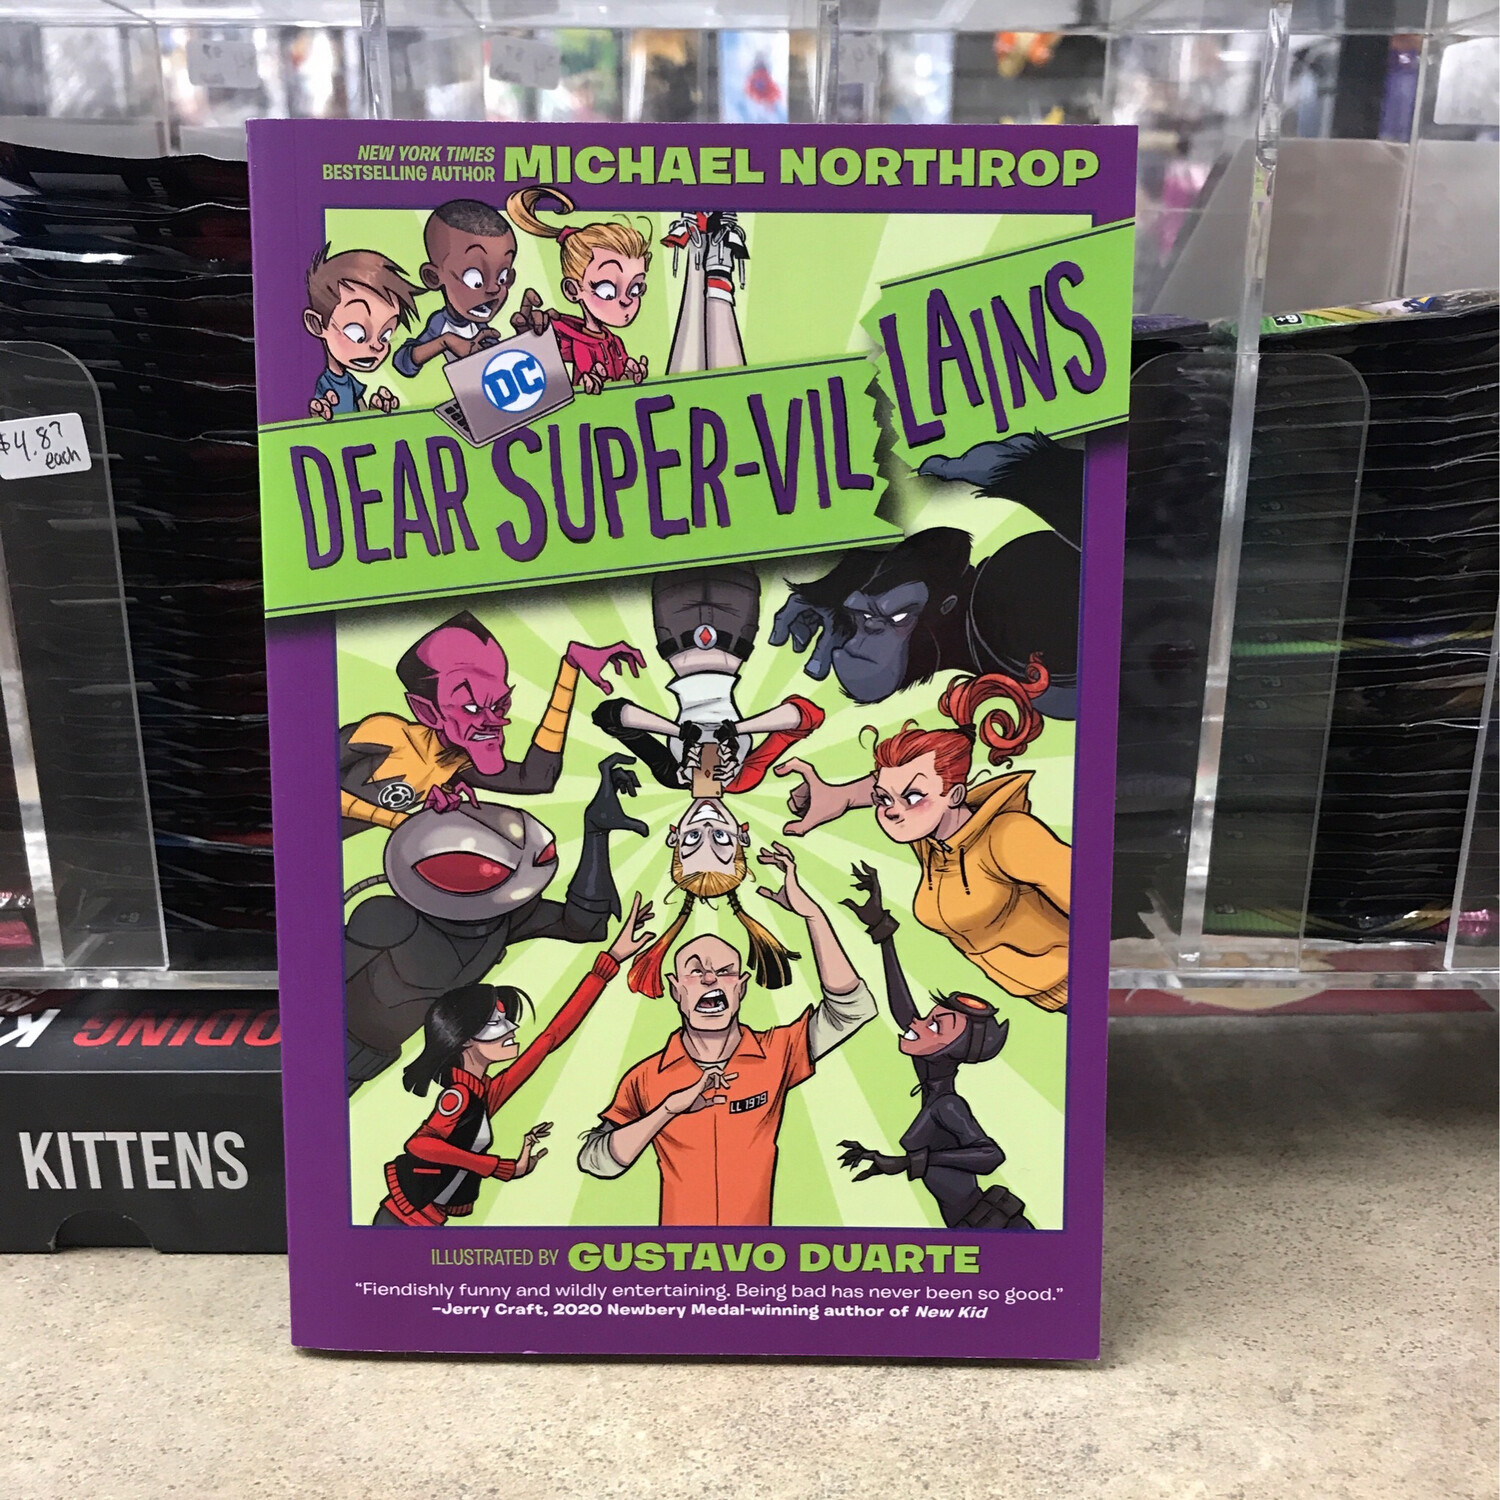 NEW YORK TIMES
BESTSELLING AUTHOR MICHAEL NORTHROP
DC
DEAR SUPER-VILLAINS
LL 1979
ILLUSTRATED BY GUSTAVO DUARTE
“Fiendishly funny and wildly entertaining. Being bad has never been so good.”
–Jerry Craft, 2020 Newbery Medal-winning author of New Kid
$4.87
each
ODING
KITTENS